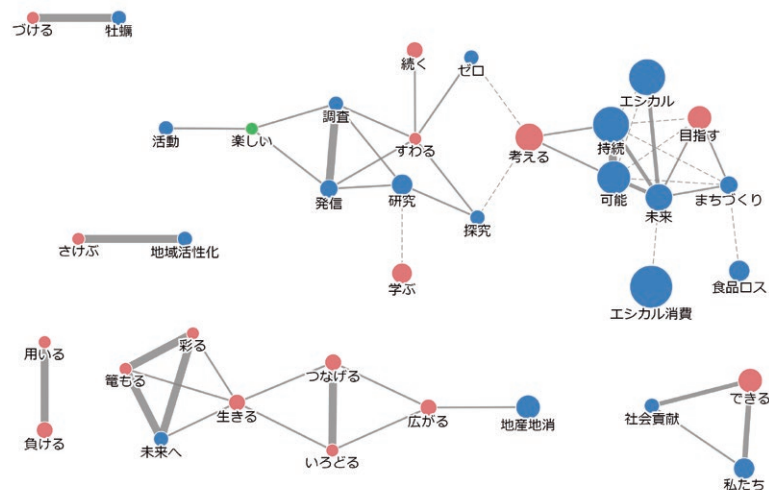 づける
牡蠣
続く
ゼロ
エシカル
調査
活動
楽しい
すわる
考える
持続
目指す
発信
研究
可能
未来
まちづくり
探究
さけぶ
地域活性化
学ぶ
食品ロス
エシカル消費
用いる
彩る
篭もる
つなげる
できる
生きる
広がる
地産地消
社会貢献
負ける
未来へ
いろどる
私たち